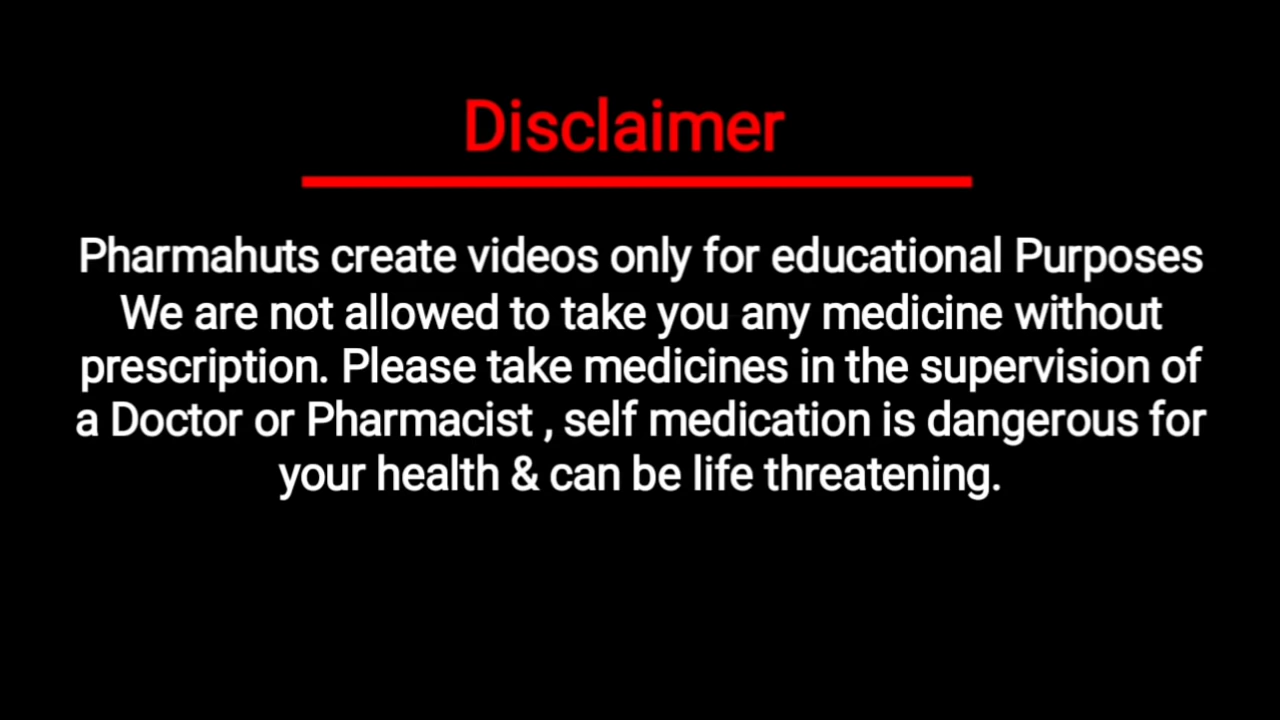 Disclaimer
Pharmahuts create videos only for educational Purposes
We are not allowed to take you any medicine without
prescription. Please take medicines in the supervision of
a Doctor or Pharmacist , self medication is dangerous for
your health & can be life threatening.